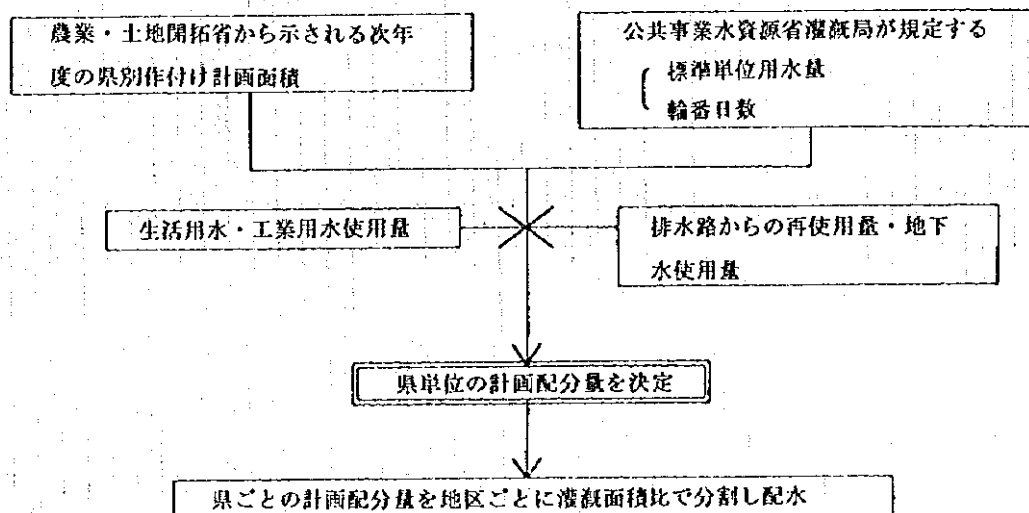 農業・土地開拓省から示される次年
度の県別作付け計画面積
公共事業水資源省灌漑局が規定する
標準単位用水量
輪番日数
生活用水・工業用水使用量
排水路からの再使用量・地下
水使用量
県単位の計画配分量を決定
県ごとの計画配分量を地区ごとに灌漑面積比で分割し配水